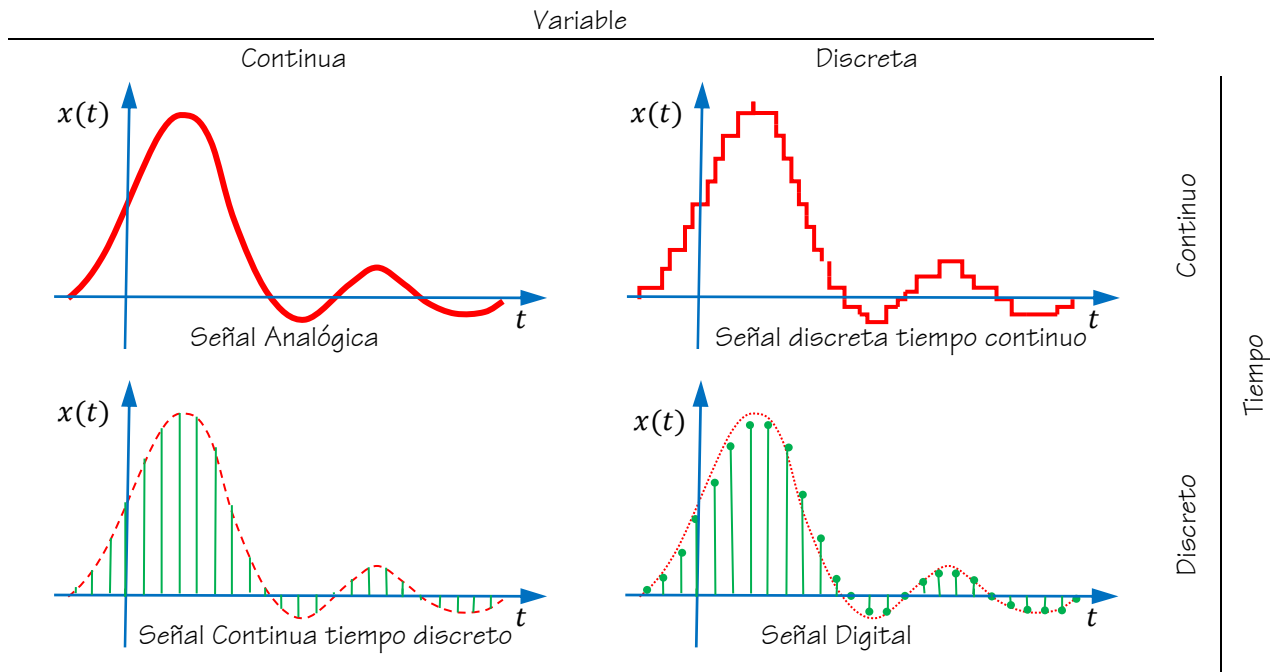 Variable
Continua
Discreta
x(t)
t
Señal Analógica
x(t)
t
Señal discreta tiempo continuo
Continuo
Tiempo
x(t)
t
Señal Continua tiempo discreto
x(t)
t
Señal Digital
Discreto